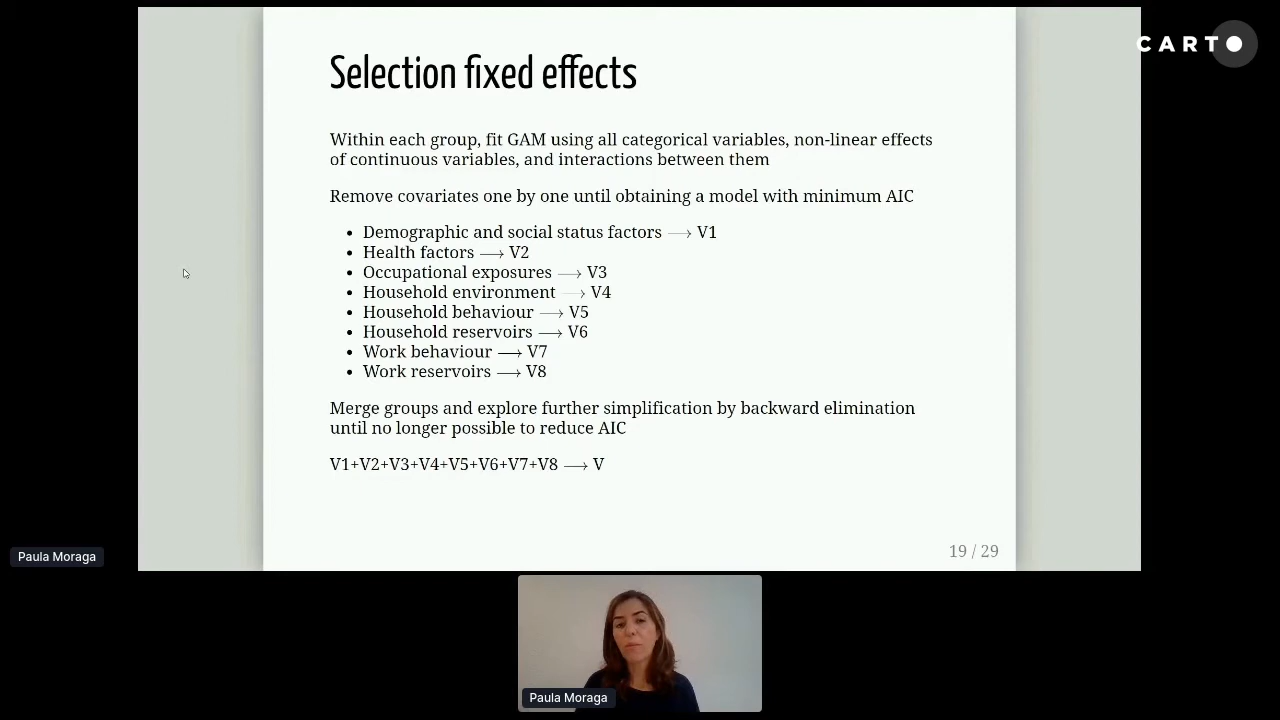 CARTO
Selection fixed effects
Within each group, fit GAM using all categorical variables, non-linear effects
of continuous variables, and interactions between them
Remove covariates one by one until obtaining a model with minimum AIC
• Demographic and social status factors ⟶ V1
• Health factors ⟶ V2
• Occupational exposures ⟶ V3
• Household environment ⟶ V4
• Household behaviour ⟶ V5
• Household reservoirs ⟶ V6
• Work behaviour ⟶ V7
• Work reservoirs ⟶ V8
Merge groups and explore further simplification by backward elimination
until no longer possible to reduce AIC
V1+V2+V3+V4+V5+V6+V7+V8 ⟶ V
19 / 29
Paula Moraga
Paula Moraga